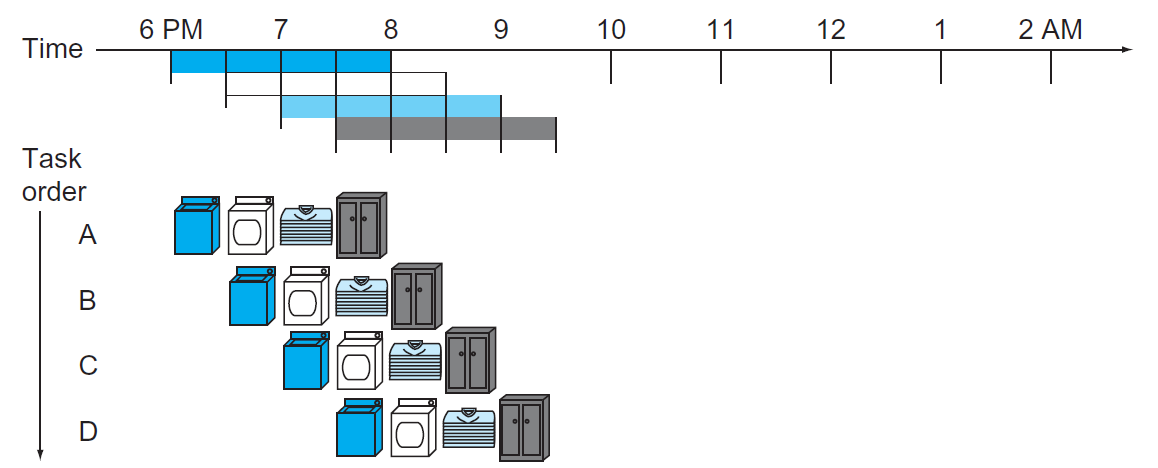 6 PM 7 8 9 10 11 12 1 2 AM
Time
Task
order
A
B
C
D